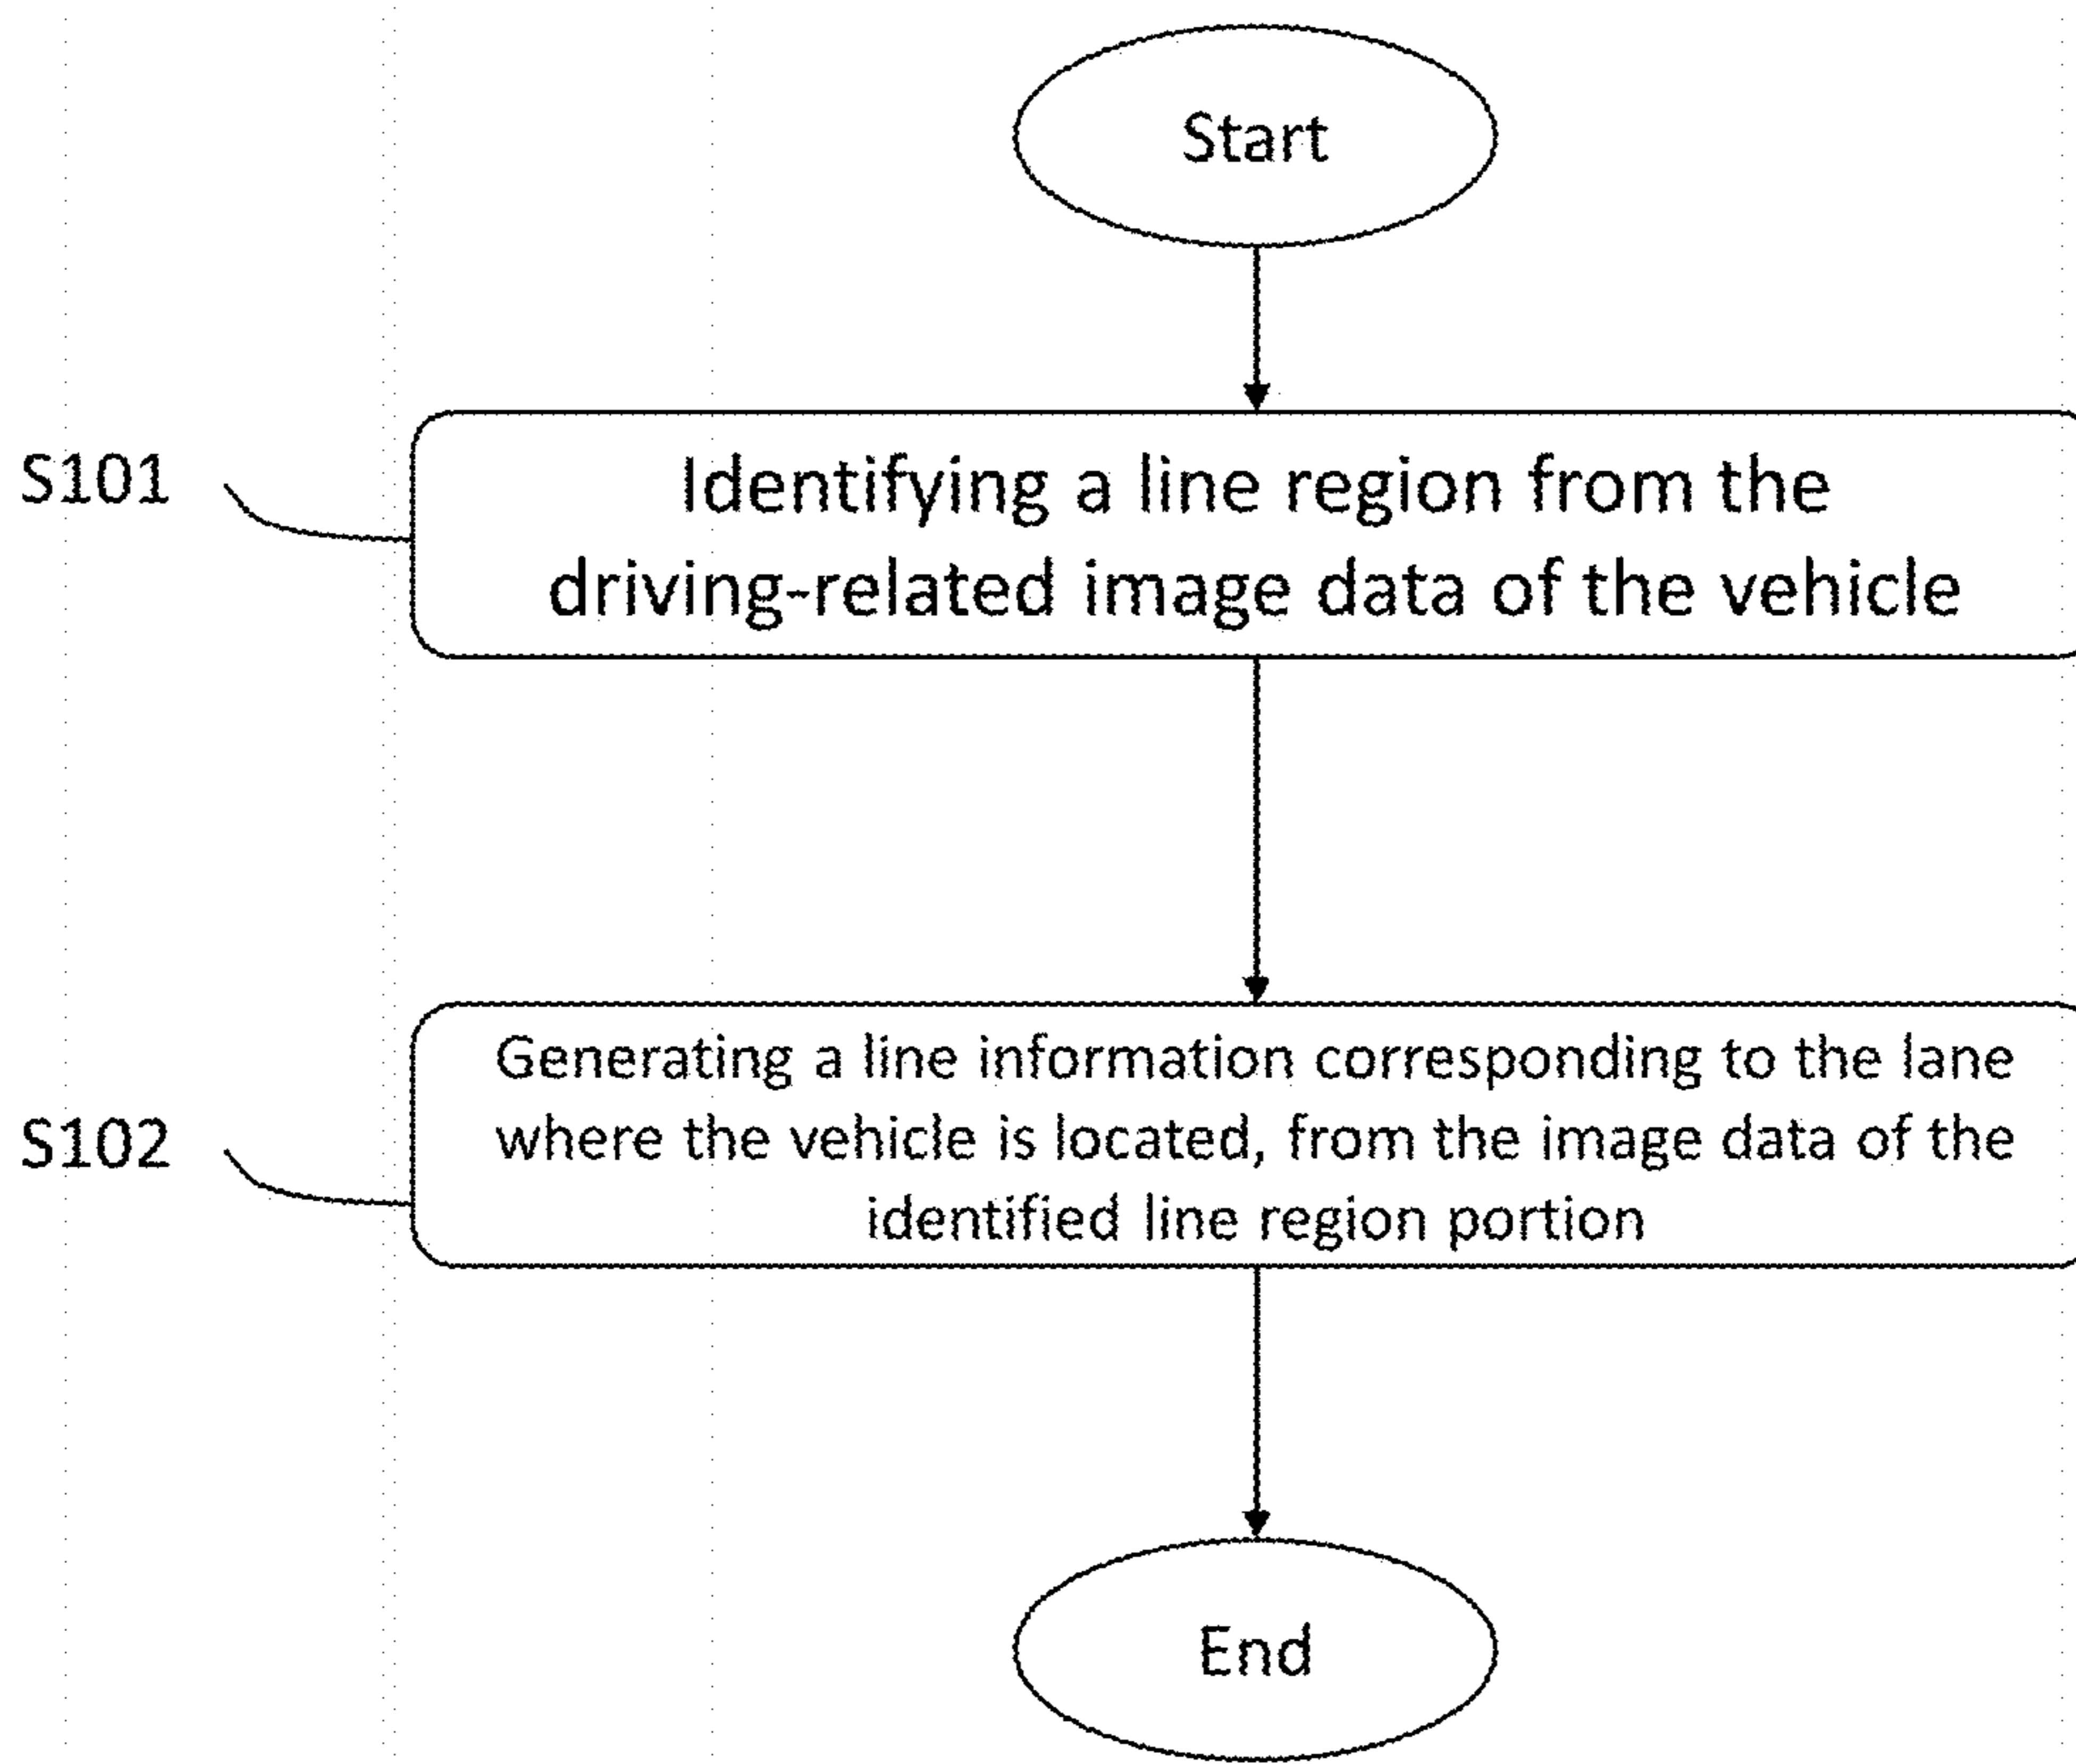 Start
S101
Identifying a line region from the
driving-related image data of the vehicle
S102
Generating a line information corresponding to the lane
where the vehicle is located, from the image data of the
identified line region portion
End